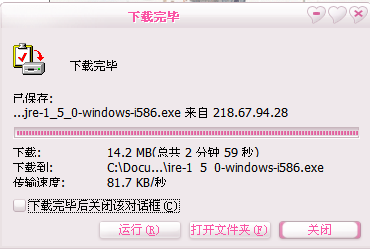 下载完毕
下载完毕
已保存:
...jre-1_5_0-windows-i586.exe 来自 218.67.94.28
下载: 14.2 MB(总共 2 分钟 59 秒)
下载到: C:\Docu...\jre-1_5_0-windows-i586.exe
传输速度: 81.7 KB/秒
下载完毕后关闭该对话框(C)
运行(R) 打开文件夹(F) 关闭